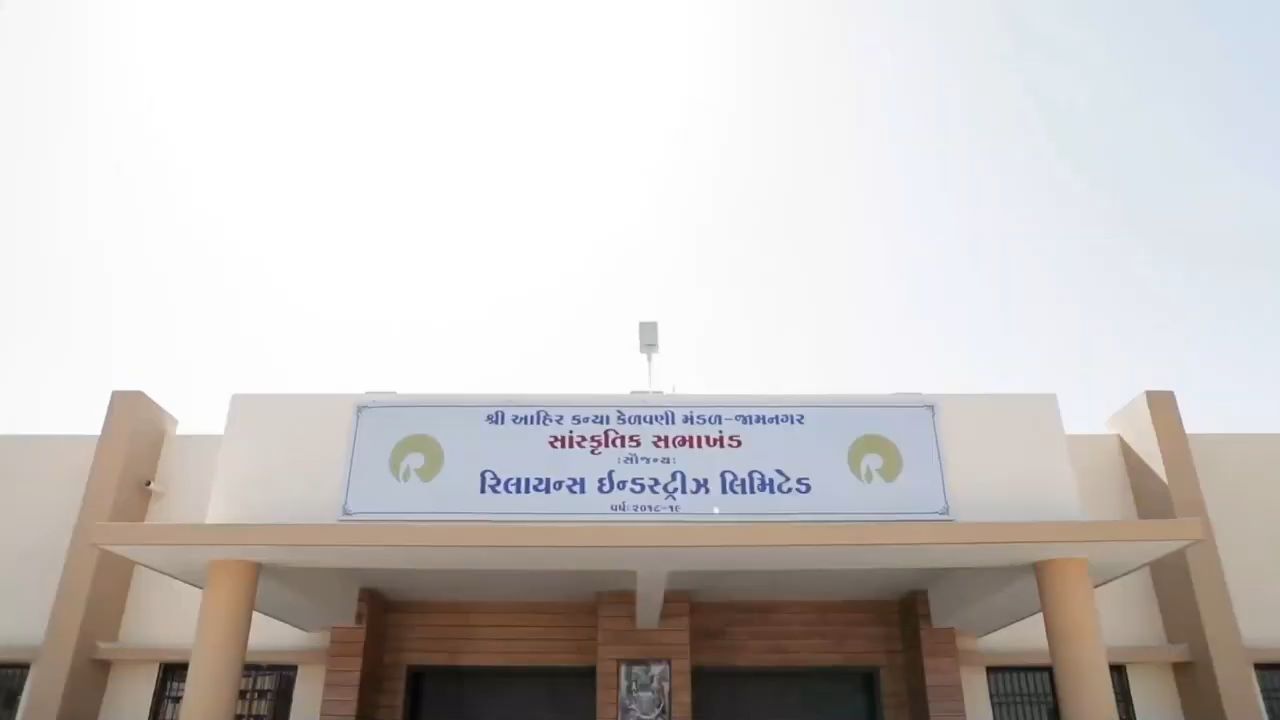 શ્રી આહિર કન્યા કેળવણી મંડળ-જામનગર
સાંસ્કૃતિક સભાખંડ
:સૌજન્ય:
રિલાયન્સ ઈન્ડસ્ટ્રીઝ લિમિટેડ
વર્ષ: ૨૦૧૮-૧૯